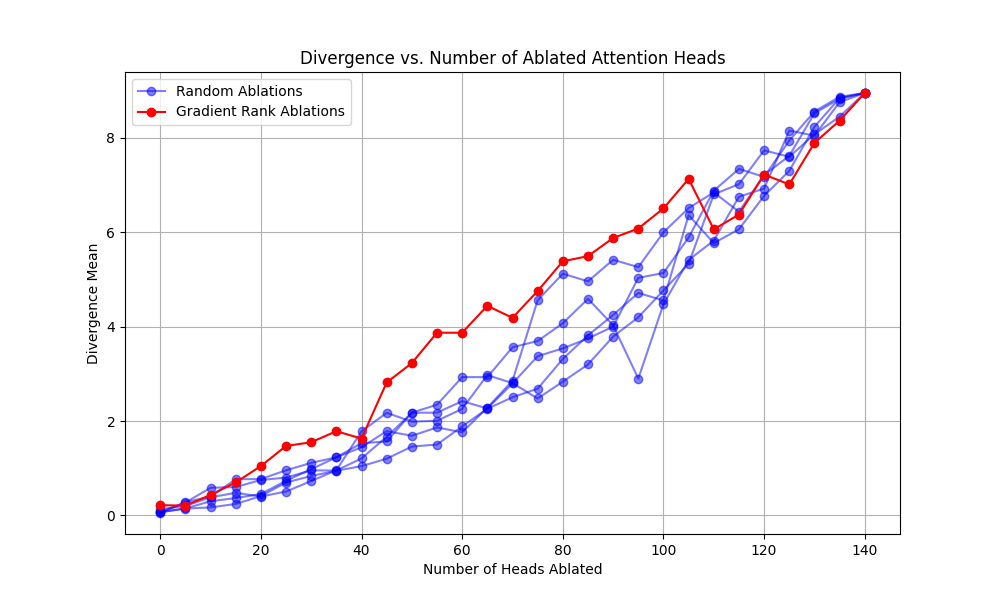 Divergence vs. Number of Ablated Attention Heads
Random Ablations
Gradient Rank Ablations
Divergence Mean
8
6
4
2
0
0 20 40 60 80 100 120 140
Number of Heads Ablated